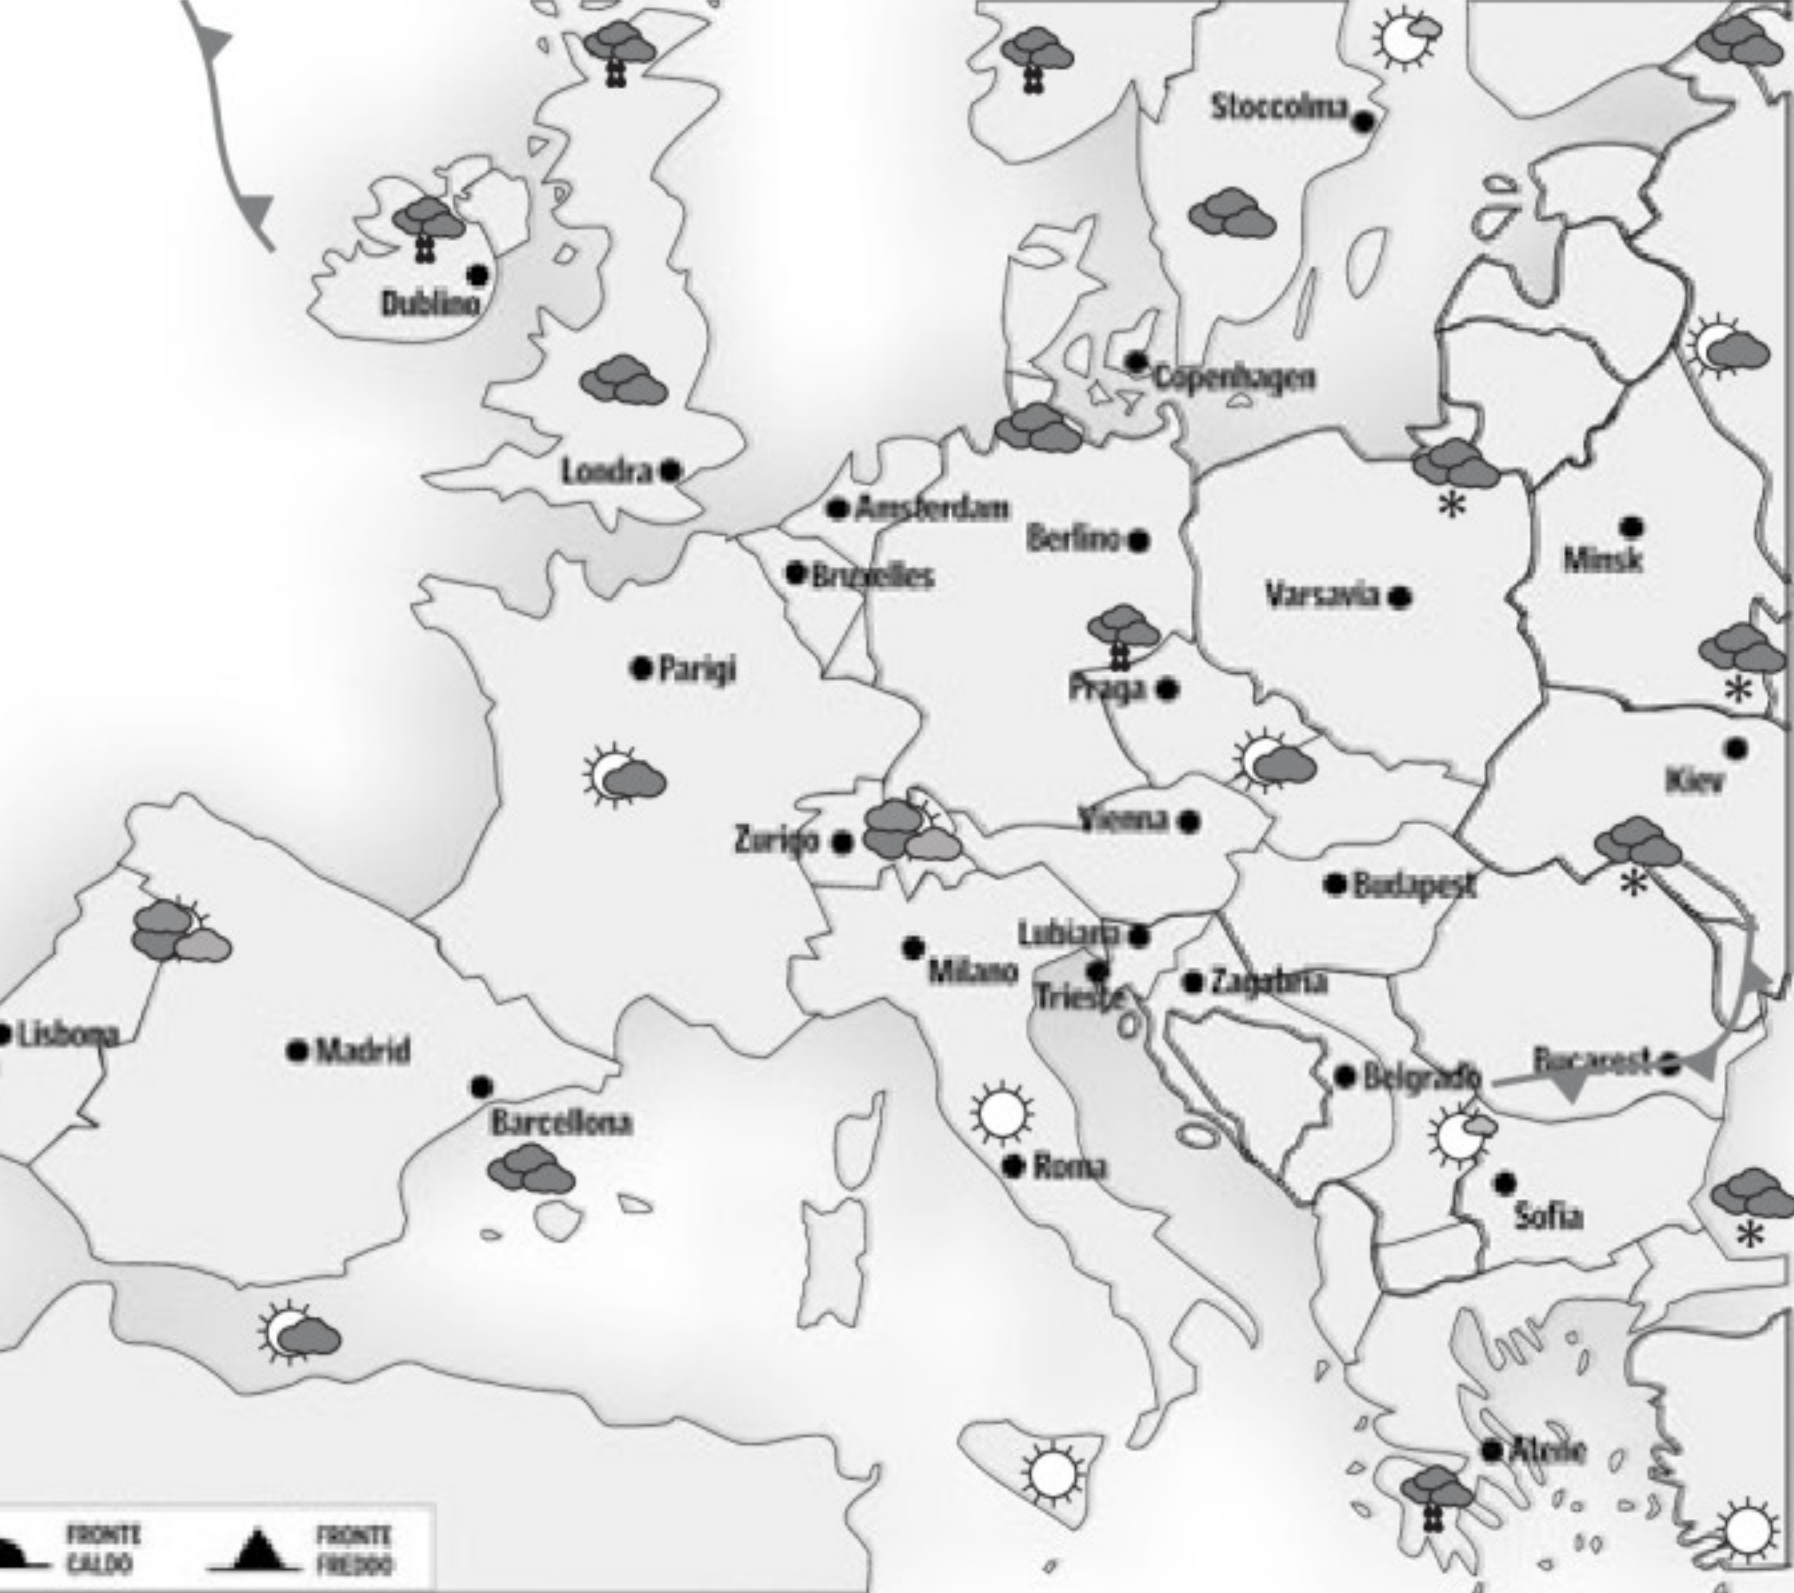 Stoccolma
Dublino
Copenhagen
Londra
Amsterdam
Berlino
Minsk
Bruxelles
Varsavia
Parigi
Praga
Kiev
Vienna
Zurigo
Budapest
Lubiana
Milano
Zagabria
Trieste
Lisbona
Madrid
Bucarest
Belgrado
Barcellona
Roma
Sofia
Atene
FRONTE
CALDO
FRONTE
FREDDO